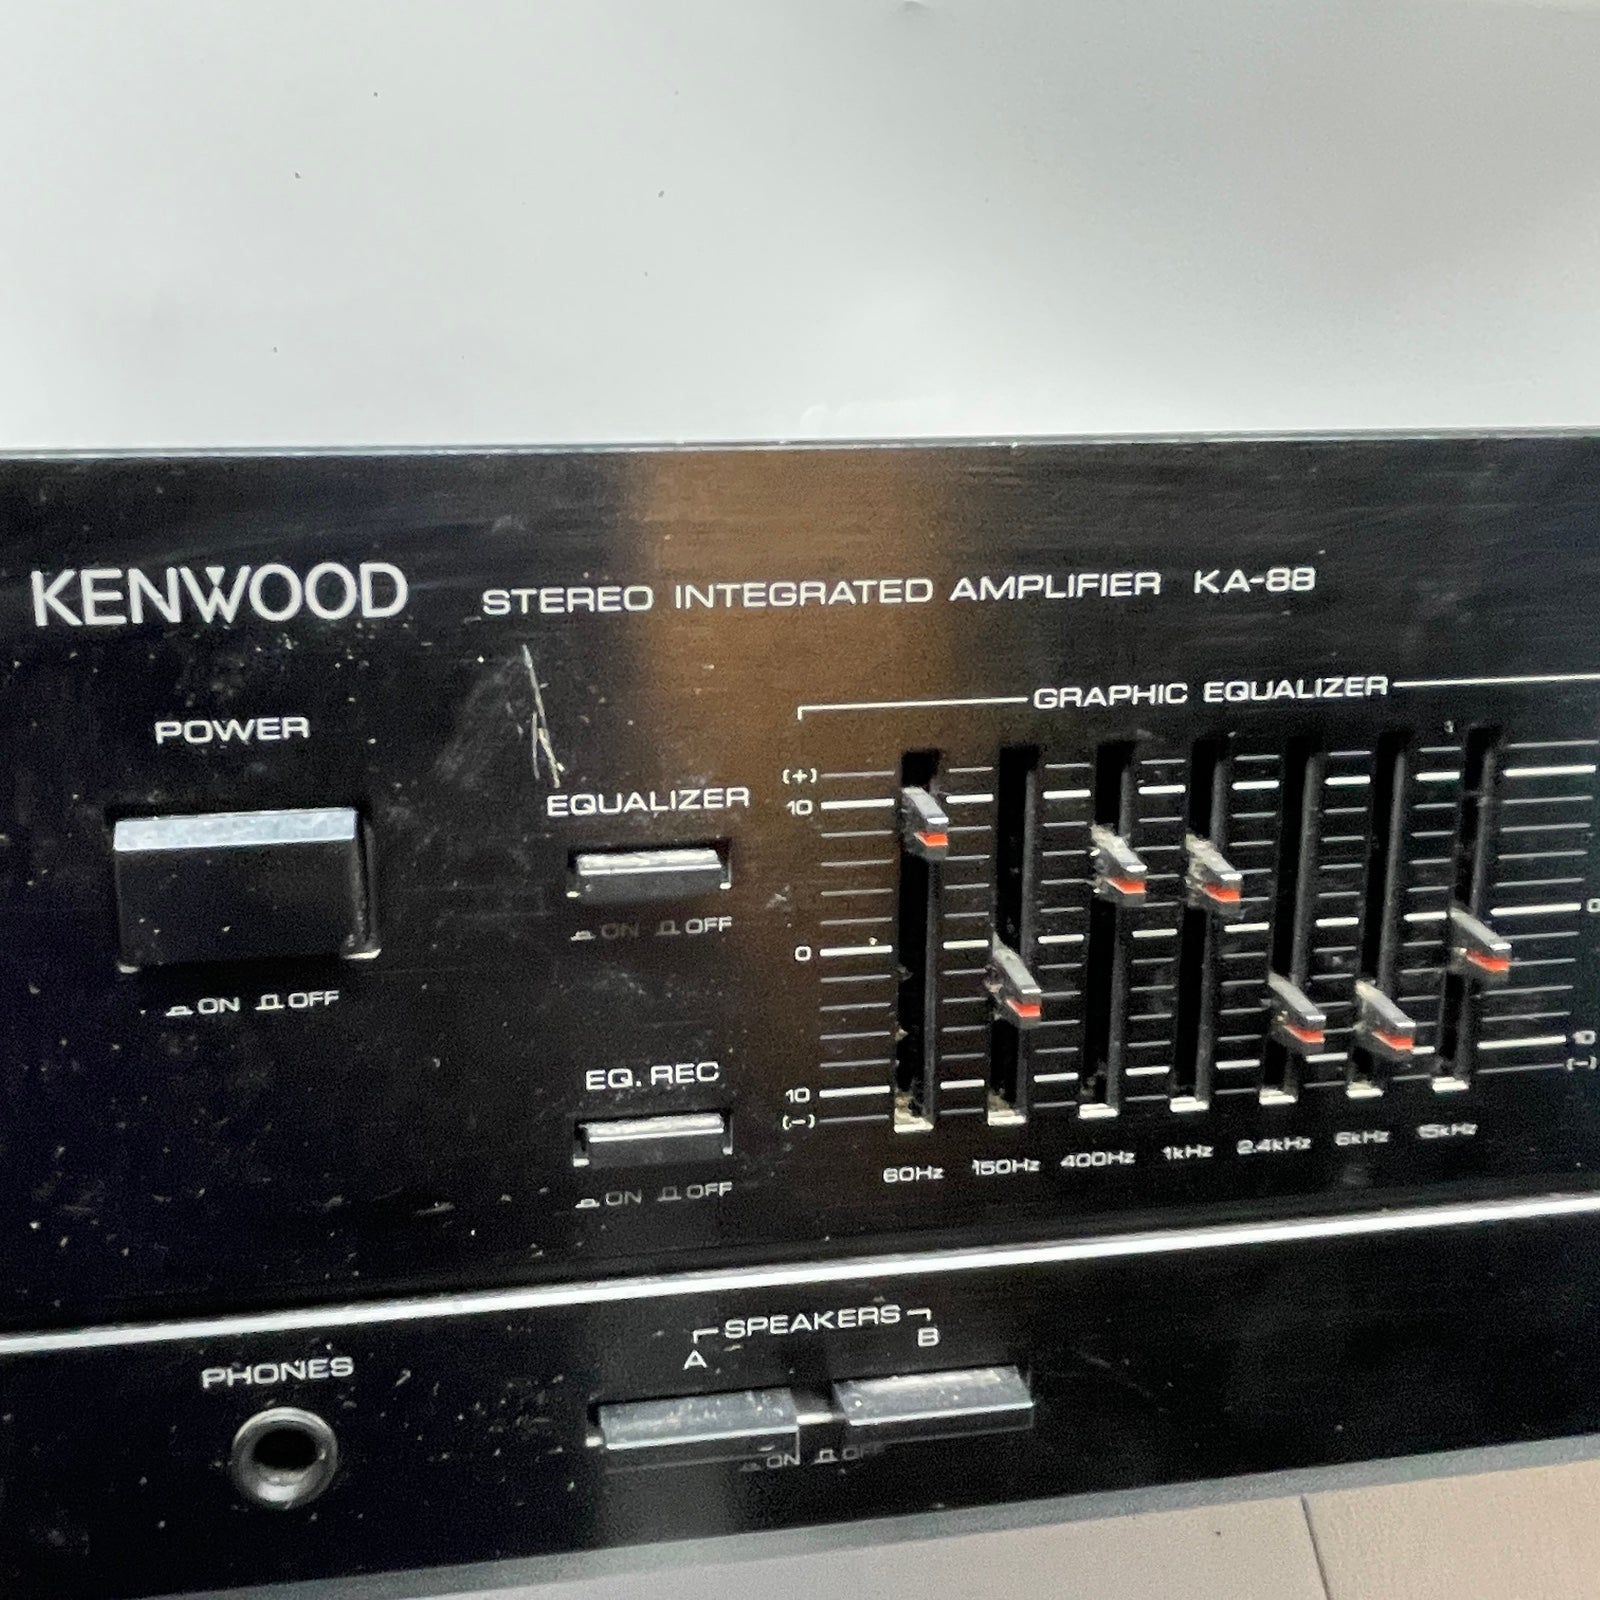 KENWOOD STEREO INTEGRATED AMPLIFIER KA-88
POWER
ON OFF
EQUALIZER
ON OFF
EQ. REC
ON OFF
GRAPHIC EQUALIZER
(+)
10
0
10
(-)
0
10
(-)
60Hz 150Hz 400Hz 1kHz 2.4kHz 6kHz 15kHz
PHONES
SPEAKERS
A B
ON OFF